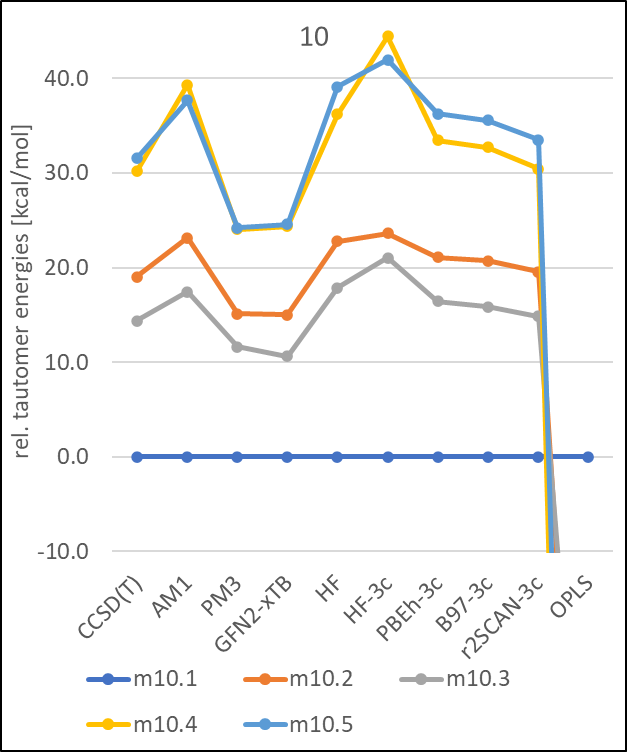 10
rel. tautomer energies [kcal/mol]
40.0
30.0
20.0
10.0
0.0
-10.0
CCSD(T)
AM1
PM3
GFN2-xTB
HF
HF-3c
PBEh-3c
B97-3c
r2SCAN-3c
OPLS
m10.1 m10.2 m10.3
m10.4 m10.5